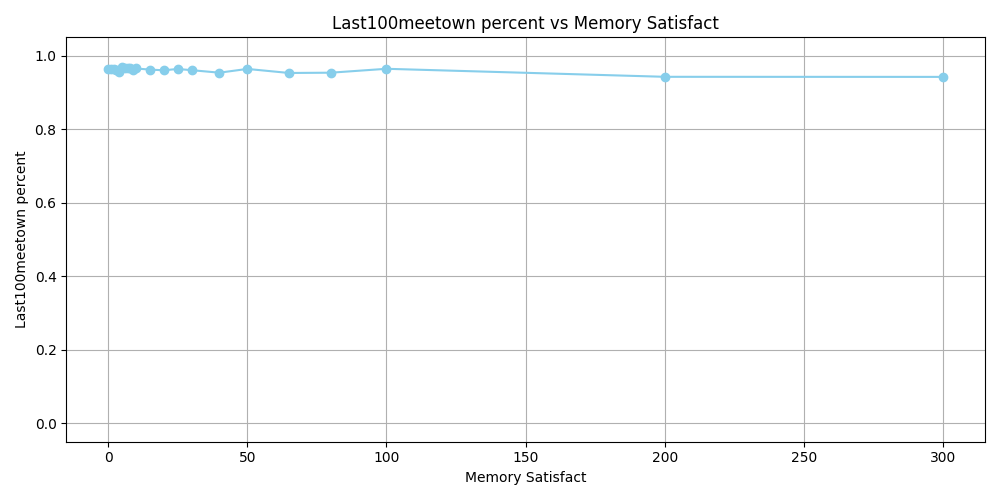 Last100meetown percent vs Memory Satisfact
1.0
0.8
0.6
0.4
0.2
0.0
Last100meetown percent
0 50 100 150 200 250 300
Memory Satisfact